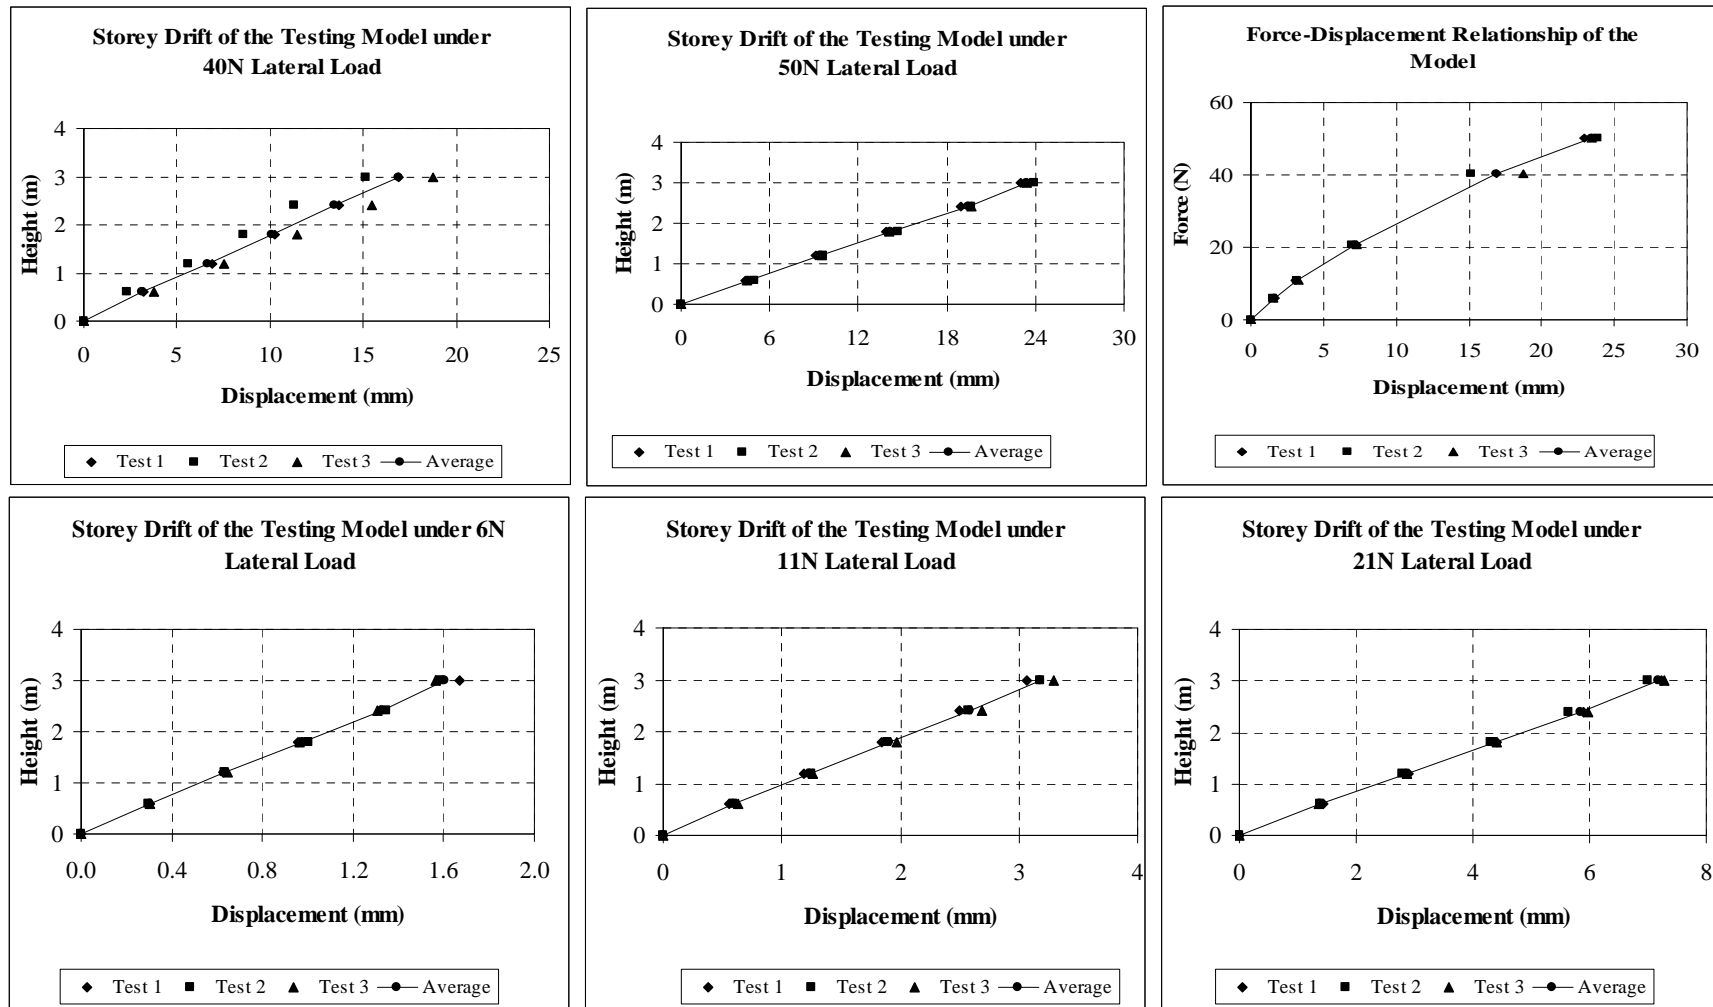 Storey Drift of the Testing Model under
40N Lateral Load
4
3
2
1
0
Height (m)
0 5 10 15 20 25
Displacement (mm)
Test 1 Test 2 Test 3 Average
Storey Drift of the Testing Model under
50N Lateral Load
4
3
2
1
0
Height (m)
0 6 12 18 24 30
Displacement (mm)
Test 1 Test 2 Test 3 Average
Force-Displacement Relationship of the
Model
60
40
20
0
Force (N)
0 5 10 15 20 25 30
Displacement (mm)
Test 1 Test 2 Test 3 Average
Storey Drift of the Testing Model under 6N
Lateral Load
4
3
2
1
0
Height (m)
0.0 0.4 0.8 1.2 1.6 2.0
Displacement (mm)
Test 1 Test 2 Test 3 Average
Storey Drift of the Testing Model under
11N Lateral Load
4
3
2
1
0
Height (m)
0 1 2 3 4
Displacement (mm)
Test 1 Test 2 Test 3 Average
Storey Drift of the Testing Model under
21N Lateral Load
4
3
2
1
0
Height (m)
0 2 4 6 8
Displacement (mm)
Test 1 Test 2 Test 3 Average